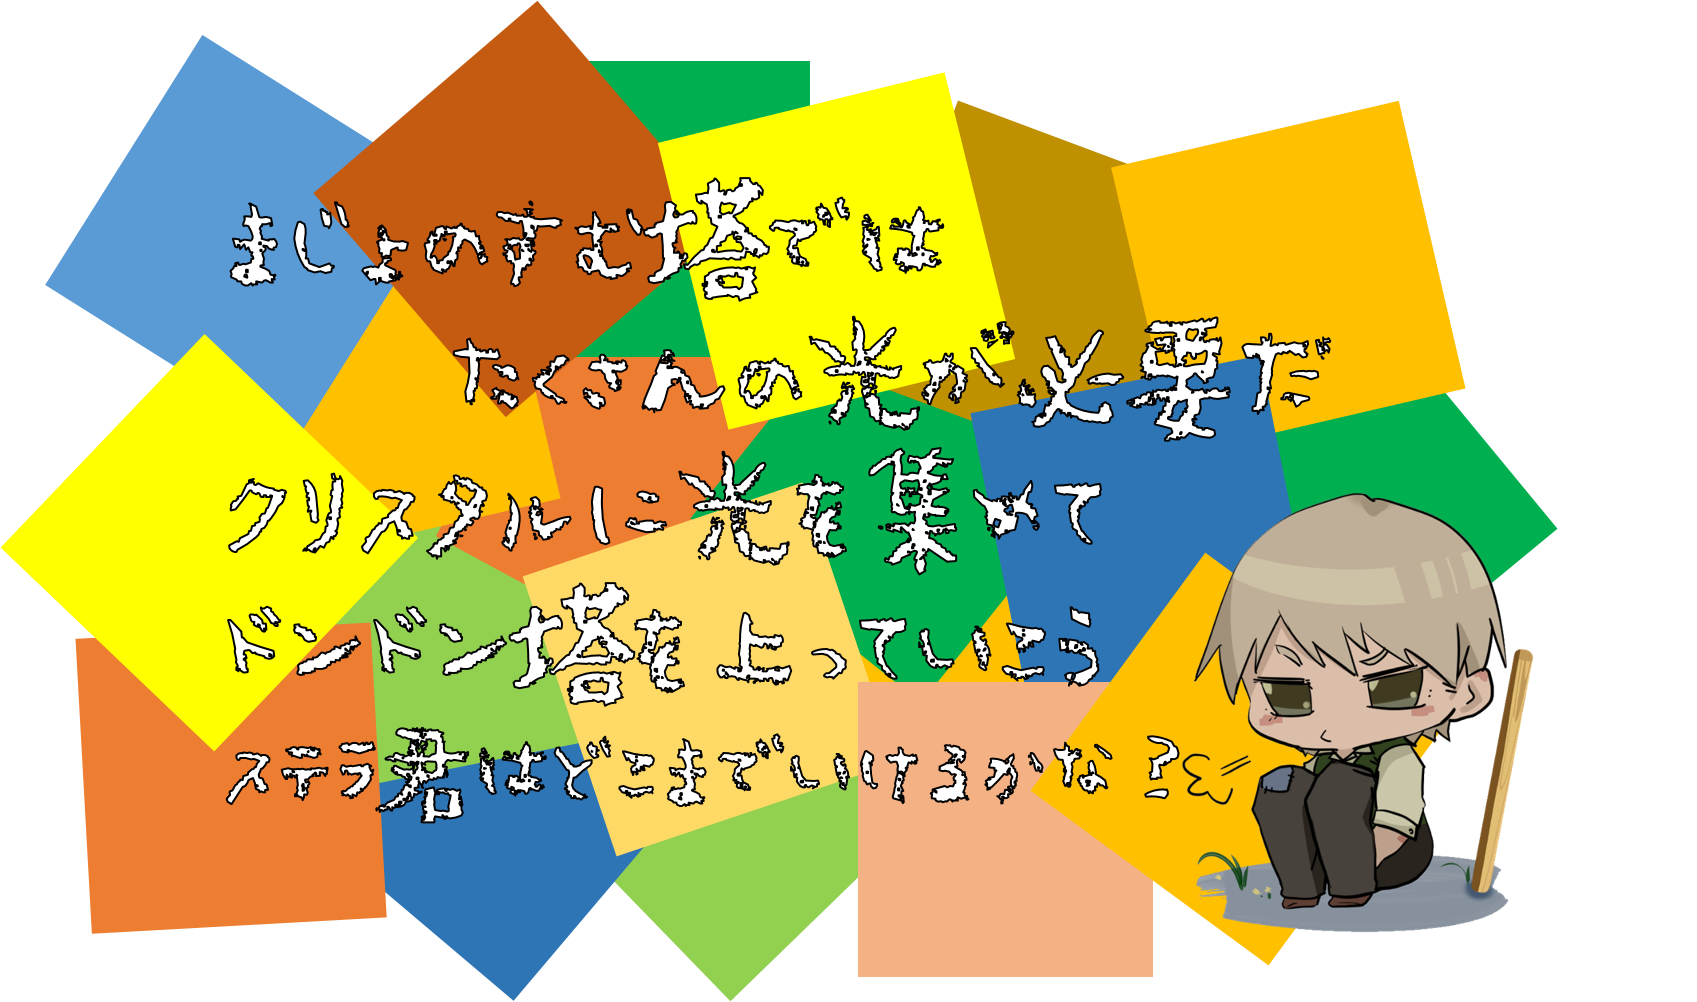 まじょのすむ塔では
たくさんの光が必要だ
クリスタルに光を集めて
ドンドン塔を上っていこう
ステラ君はどこまでいけるかな？